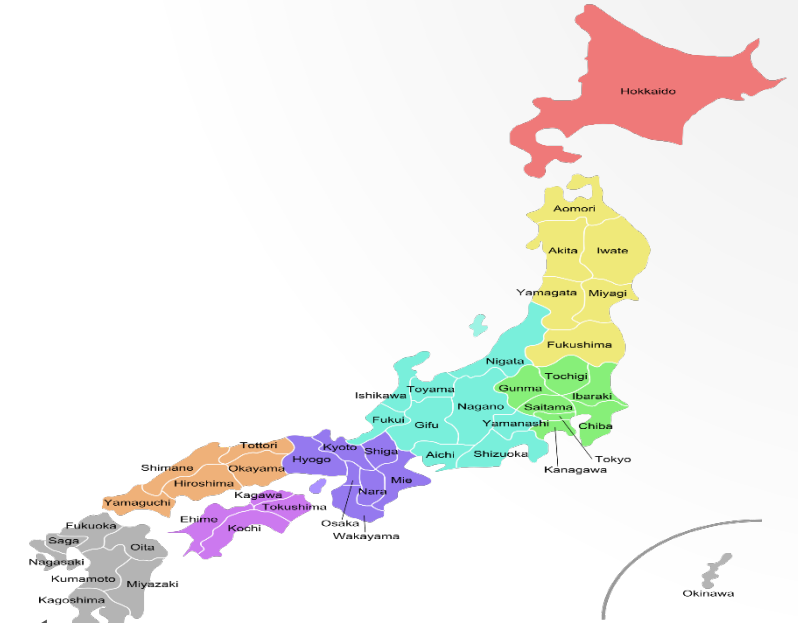 Hokkaido
Aomori
Akita
Iwate
Yamagata
Miyagi
Fukushima
Nigata
Tochigi
Gunma
Ibaraki
Toyama
Ishikawa
Nagano
Saitama
Fukui
Gifu
Yamanashi
Chiba
Kyoto
Shiga
Aichi
Shizuoka
Tokyo
Kanagawa
Tottori
Hyogo
Shimane
Okayama
Mie
Hiroshima
Nara
Kagawa
Yamaguchi
Tokushima
Ehime
Osaka
Kochi
Wakayama
Fukuoka
Saga
Oita
Nagasaki
Kumamoto
Miyazaki
Kagoshima
Okinawa